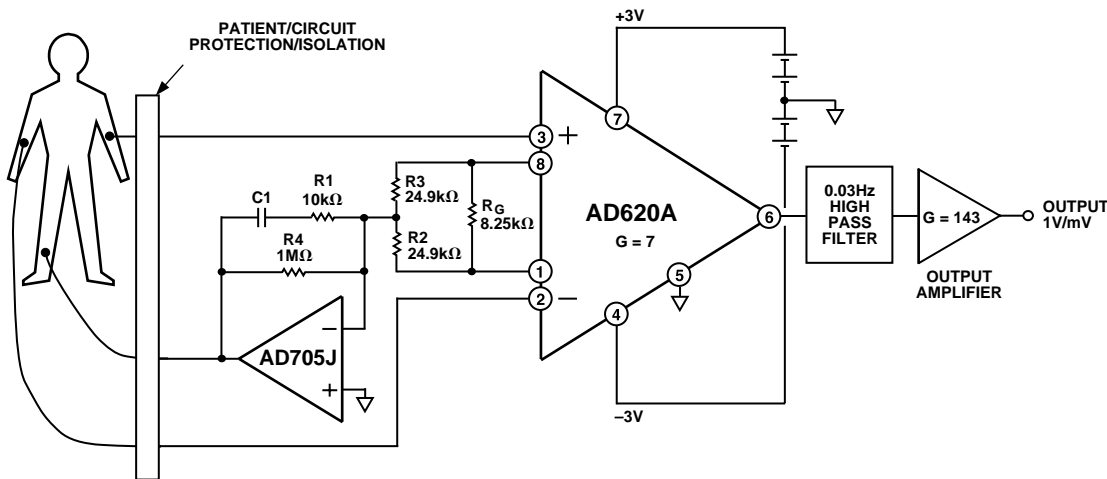 PATIENT/CIRCUIT
PROTECTION/ISOLATION
+3V
C1
R1
10kΩ
R3
24.9kΩ
R4
1MΩ
R2
24.9kΩ
RG
8.25kΩ
3
+
8
1
2
–
7
AD620A
G = 7
6
5
4
–3V
0.03Hz
HIGH
PASS
FILTER
G = 143
OUTPUT
1V/mV
OUTPUT
AMPLIFIER
–
AD705J
+